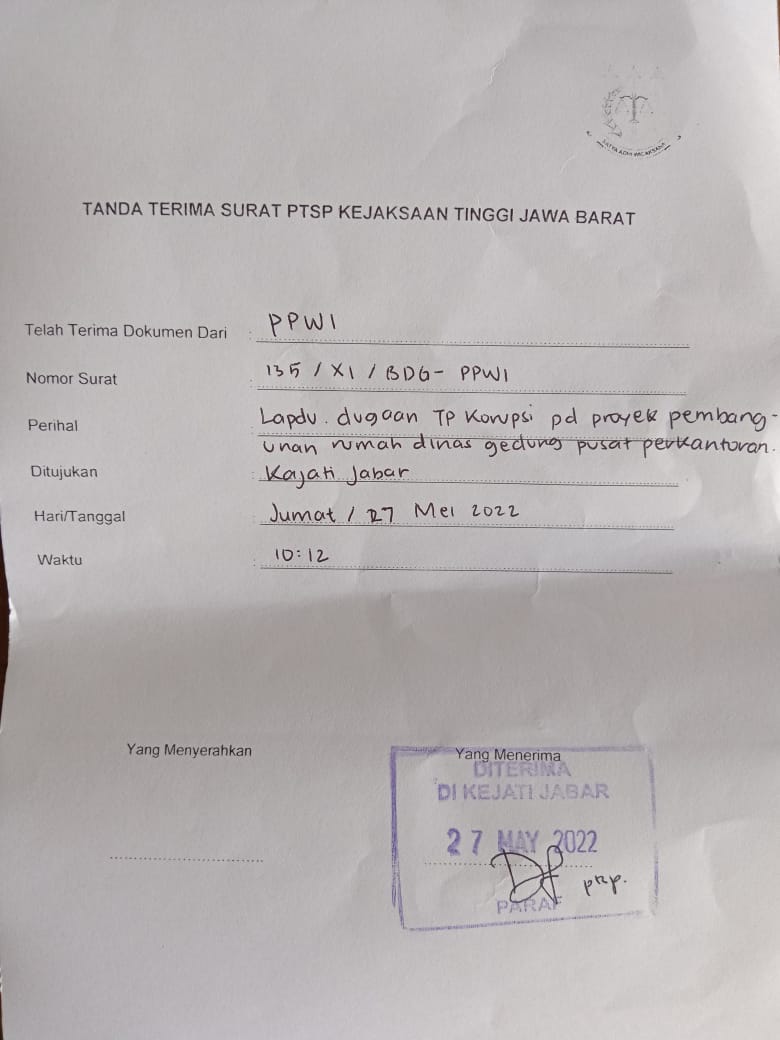 SATYA ADHI WICAKSANA
TANDA TERIMA SURAT PTSP KEJAKSAAN TINGGI JAWA BARAT
Telah Terima Dokumen Dari : PPWI
Nomor Surat : 135 / XI / BDG - PPWI
Perihal : Lapdu. dugaan TP Korupsi pd proyek pembang-
unan rumah dinas gedung pusat perkantoran.
Ditujukan : Kajati Jabar
Hari/Tanggal : Jumat / 27 Mei 2022
Waktu : 10:12
Yang Menyerahkan
Yang Menerima
DITERIMA
DI KEJATI JABAR
27 MAY 2022
PARAF